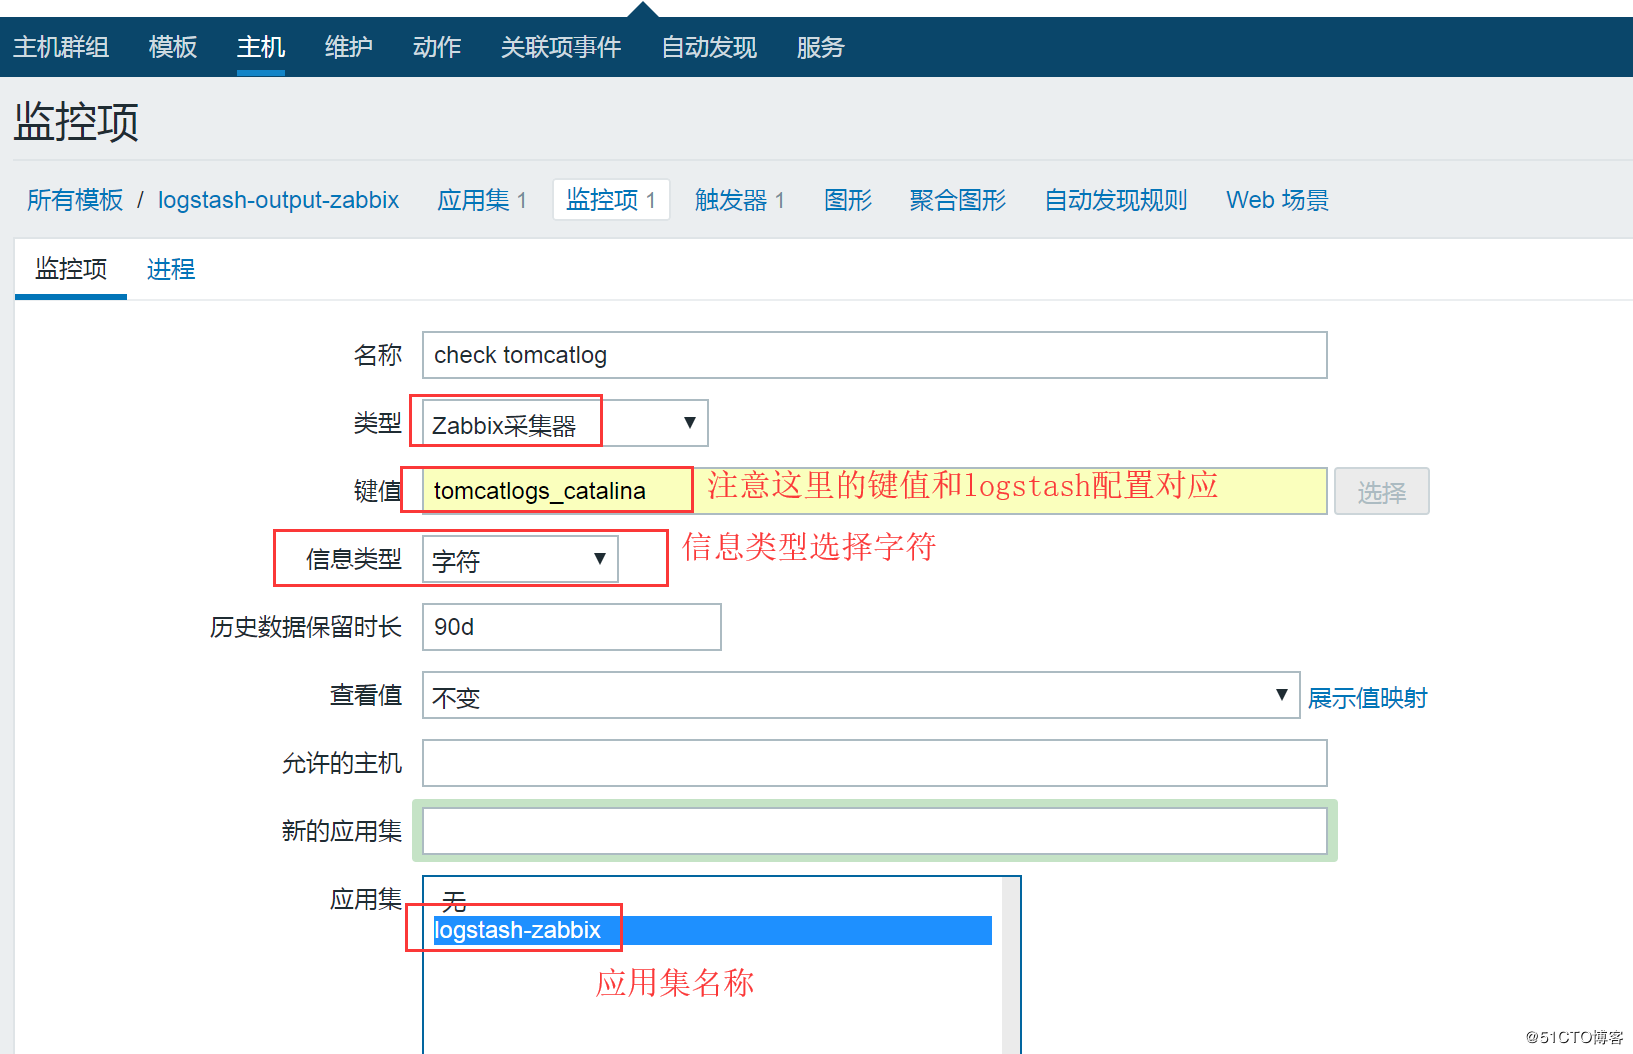 主机群组 模板 主机 维护 动作 关联项事件 自动发现 服务
监控项
所有模板 / logstash-output-zabbix 应用集 1 监控项 1 触发器 1 图形 聚合图形 自动发现规则 Web 场景
监控项 进程
名称 check tomcatlog
类型 Zabbix采集器 ▼
键值 tomcatlogs_catalina 注意这里的键值和logstash配置对应 选择
信息类型 字符 ▼ 信息类型选择字符
历史数据保留时长 90d
查看值 不变 ▼ 展示值映射
允许的主机
新的应用集
应用集 无
logstash-zabbix
应用集名称
@51CTO博客